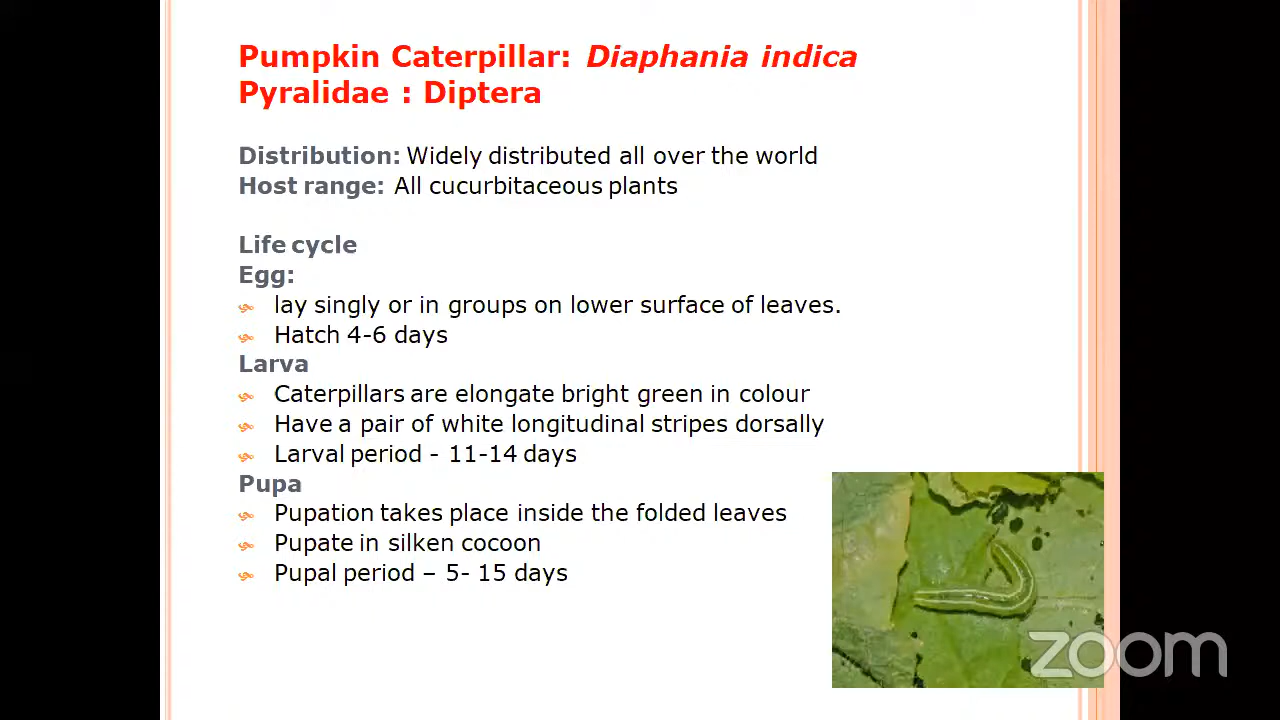 Pumpkin Caterpillar: Diaphania indica
Pyralidae : Diptera
Distribution: Widely distributed all over the world
Host range: All cucurbitaceous plants
Life cycle
Egg:
lay singly or in groups on lower surface of leaves.
Hatch 4-6 days
Larva
Caterpillars are elongate bright green in colour
Have a pair of white longitudinal stripes dorsally
Larval period - 11-14 days
Pupa
Pupation takes place inside the folded leaves
Pupate in silken cocoon
Pupal period – 5- 15 days
zoom